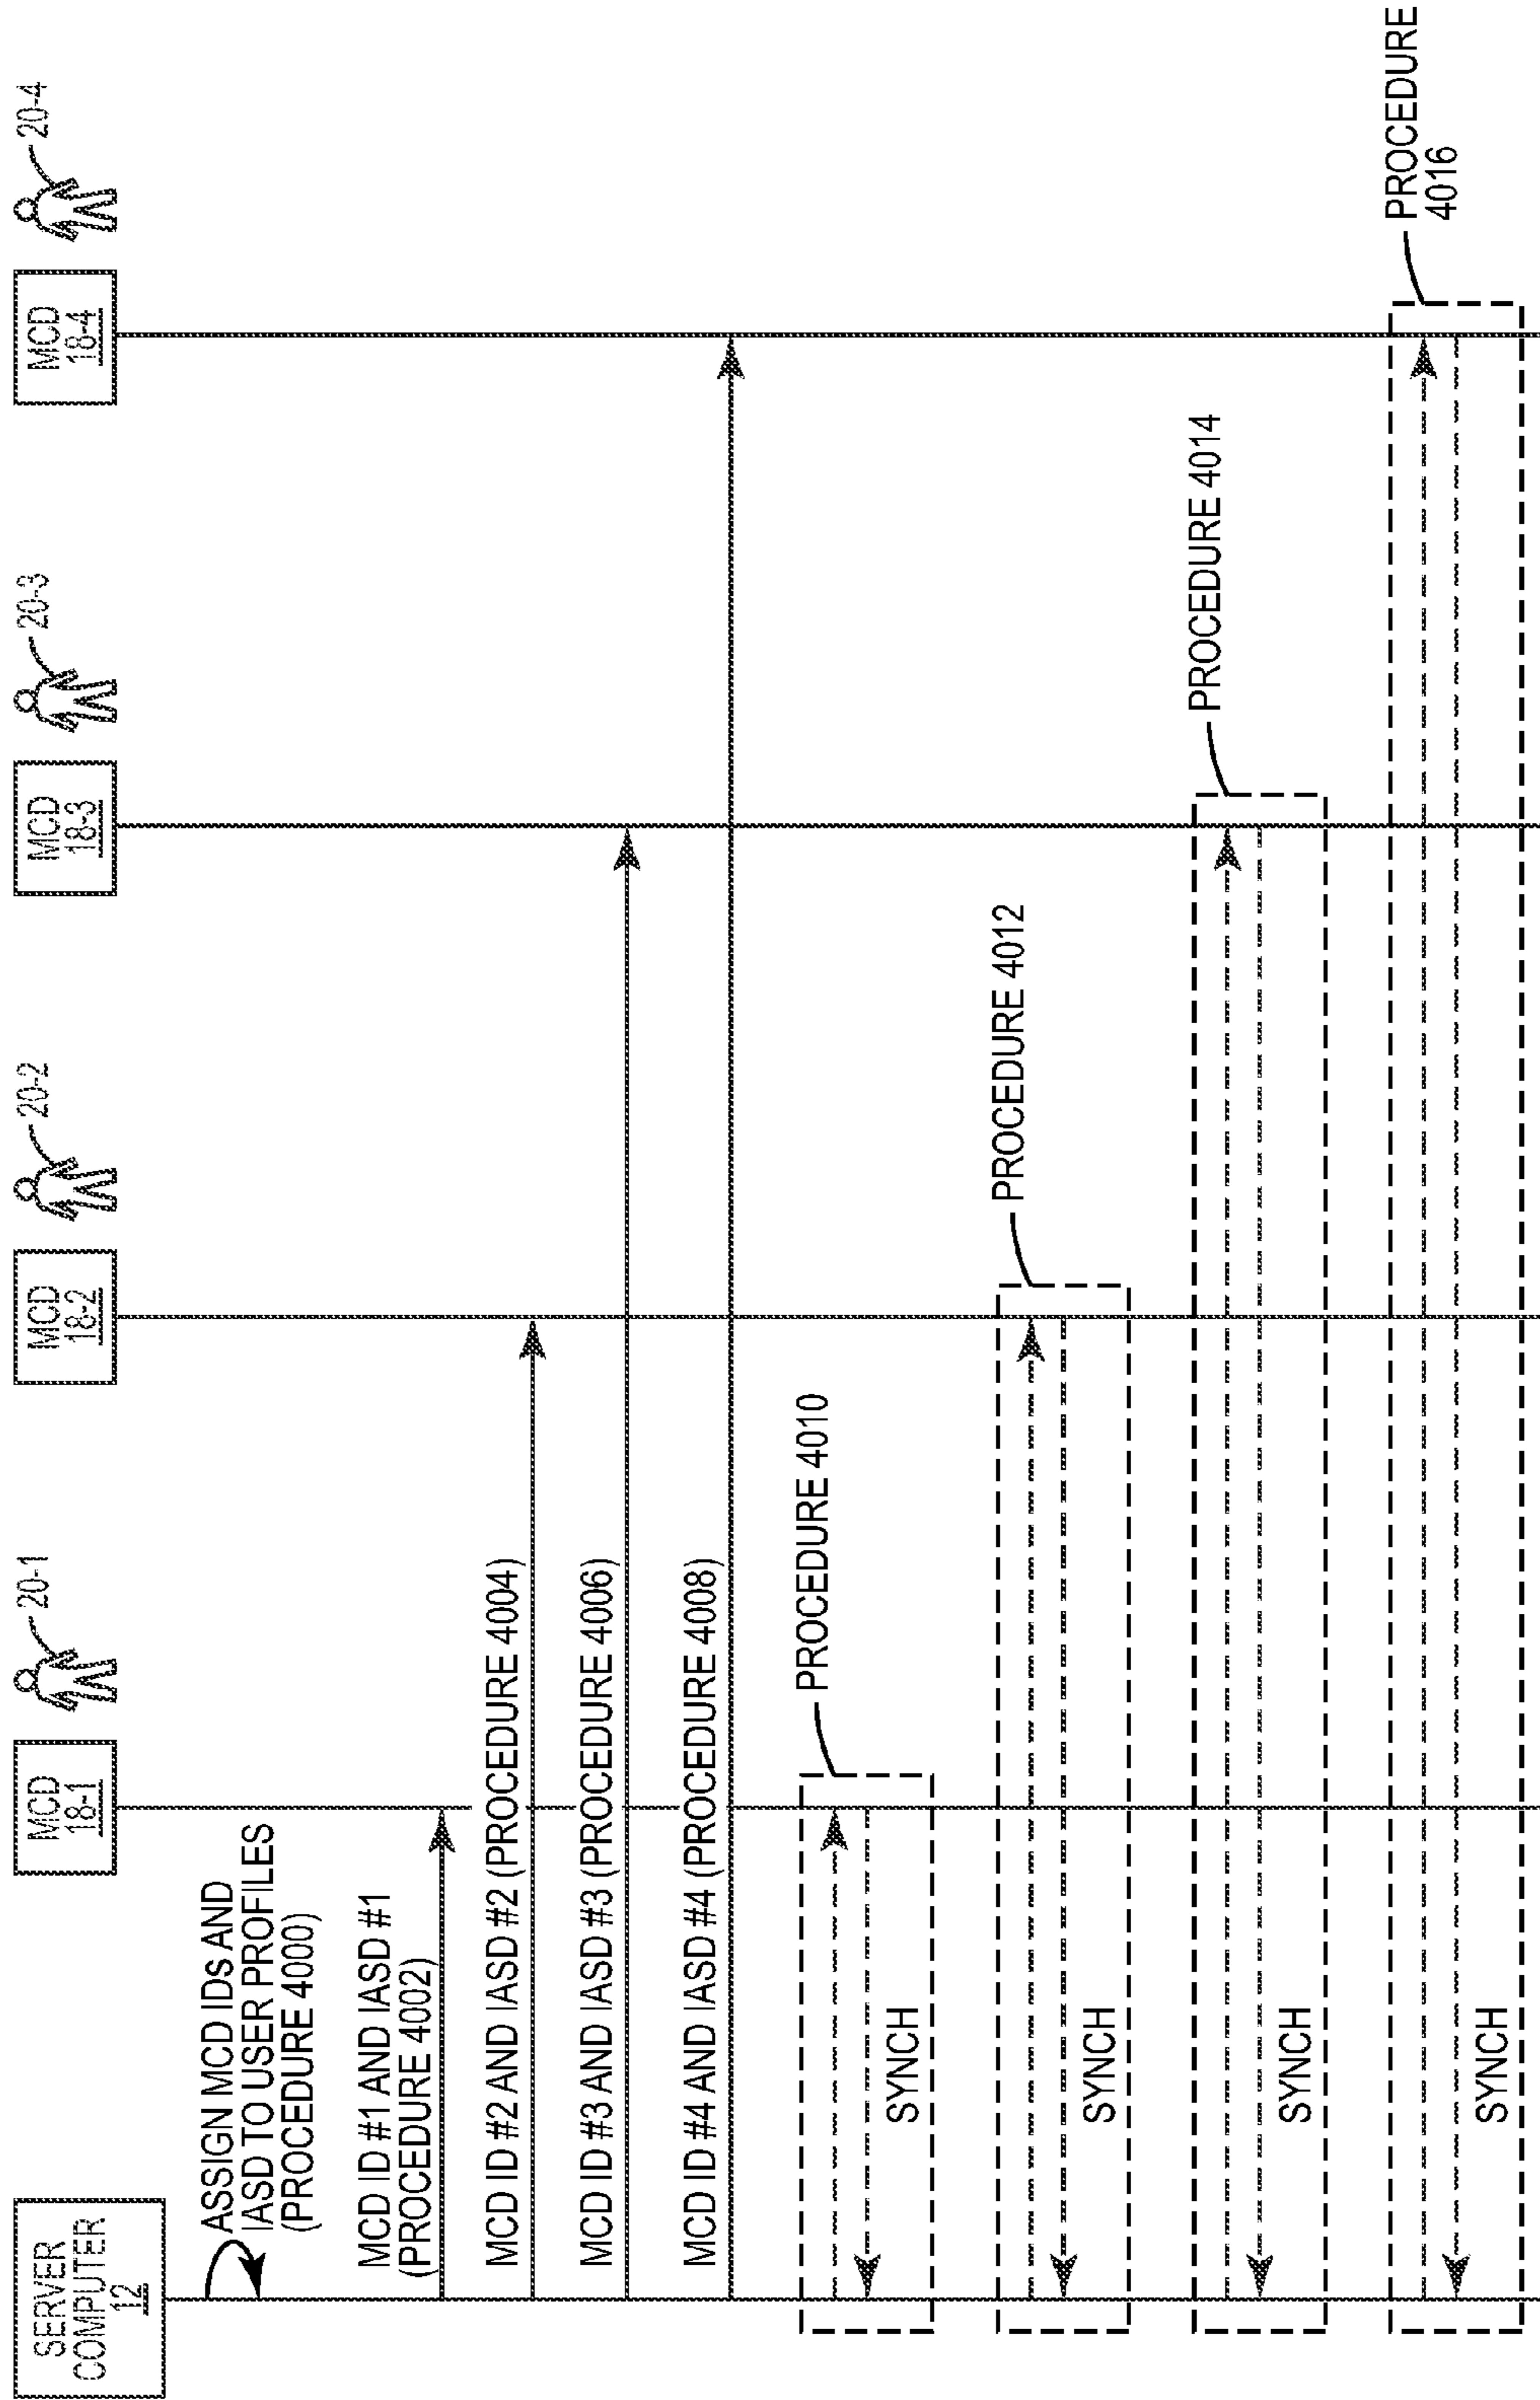 SERVER
COMPUTER
12
MCD
18-1
20-1
MCD
18-2
20-2
MCD
18-3
20-3
MCD
18-4
20-4
ASSIGN MCD IDs AND
IASD TO USER PROFILES
(PROCEDURE 4000)
MCD ID #1 AND IASD #1
(PROCEDURE 4002)
MCD ID #2 AND IASD #2 (PROCEDURE 4004)
MCD ID #3 AND IASD #3 (PROCEDURE 4006)
MCD ID #4 AND IASD #4 (PROCEDURE 4008)
PROCEDURE 4010
SYNCH
PROCEDURE 4012
SYNCH
PROCEDURE 4014
SYNCH
PROCEDURE
4016
SYNCH